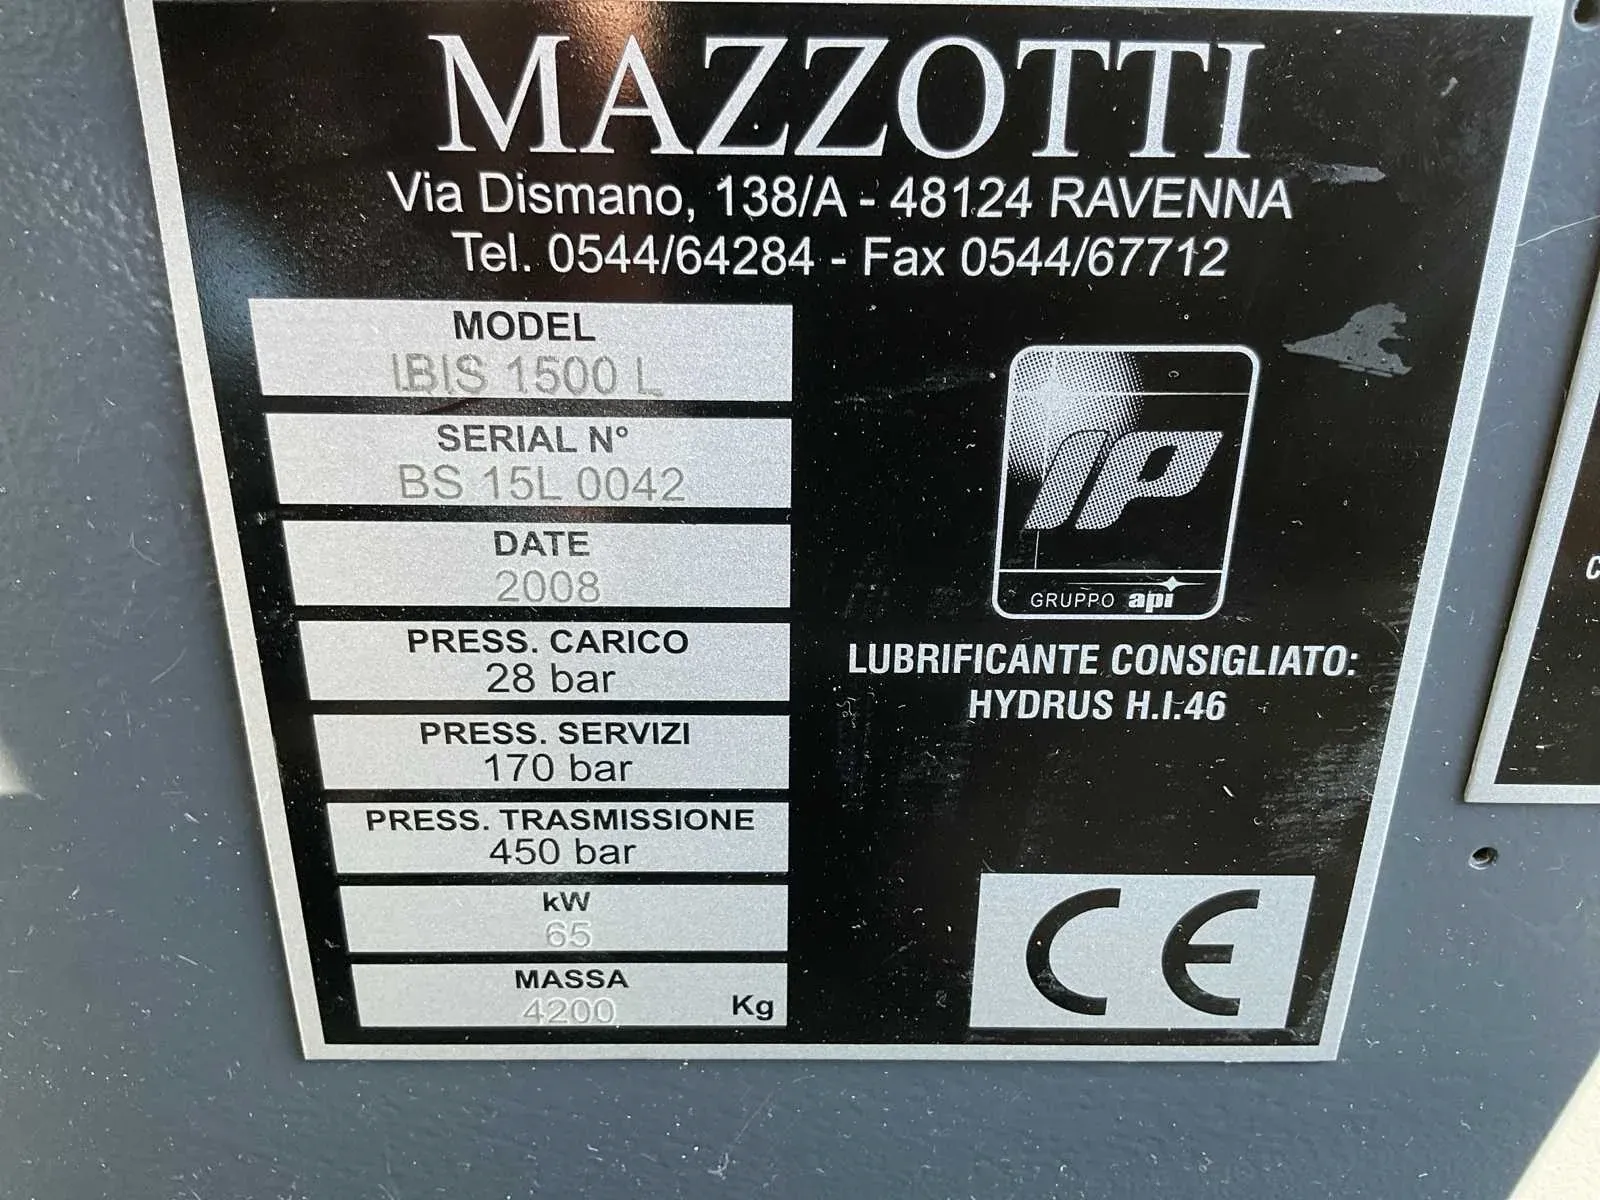 MAZZOTTI
Via Dismano, 138/A - 48124 RAVENNA
Tel. 0544/64284 - Fax 0544/67712
MODEL
IBIS 1500 L
SERIAL N°
BS 15L 0042
DATE
2008
PRESS. CARICO
28 bar
PRESS. SERVIZI
170 bar
PRESS. TRASMISSIONE
450 bar
kW
65
MASSA
4200 Kg
IP
GRUPPO api
LUBRIFICANTE CONSIGLIATO:
HYDRUS H.I.46
CE